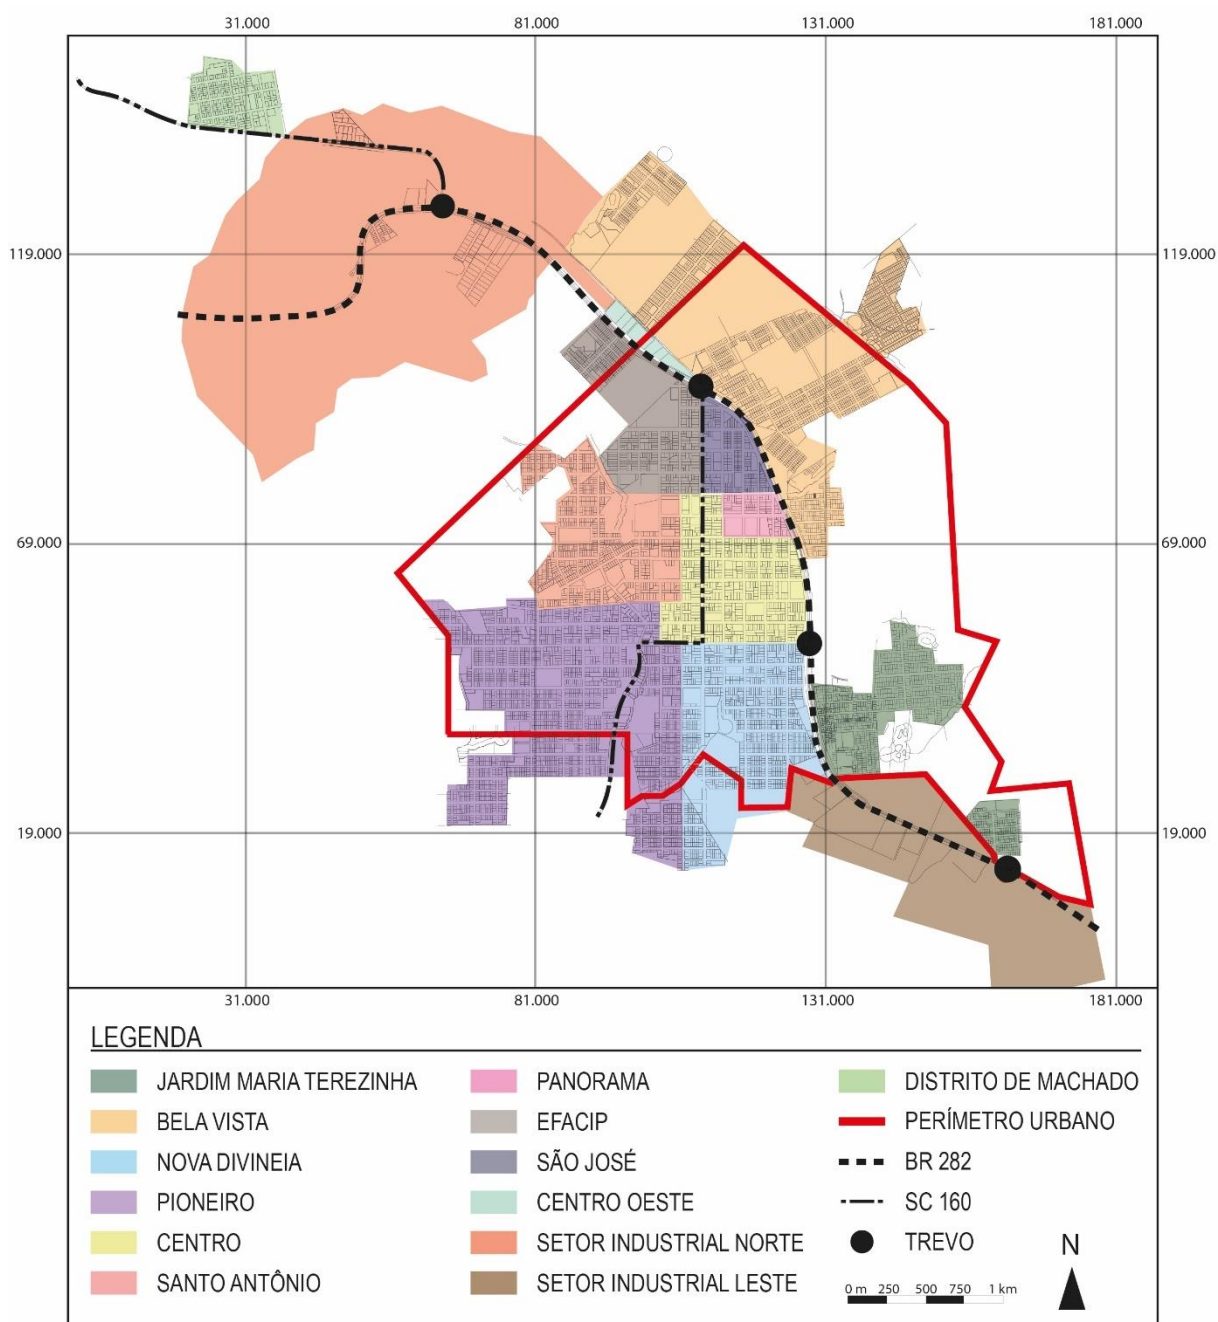 31.000 81.000 131.000 181.000
119.000 119.000
69.000 69.000
19.000 19.000
31.000 81.000 131.000 181.000
LEGENDA
JARDIM MARIA TEREZINHA
BELA VISTA
NOVA DIVINEIA
PIONEIRO
CENTRO
SANTO ANTÔNIO
PANORAMA
EFACIP
SÃO JOSÉ
CENTRO OESTE
SETOR INDUSTRIAL NORTE
SETOR INDUSTRIAL LESTE
DISTRITO DE MACHADO
PERÍMETRO URBANO
BR 282
SC 160
TREVO
N
0 m 250 500 750 1 km